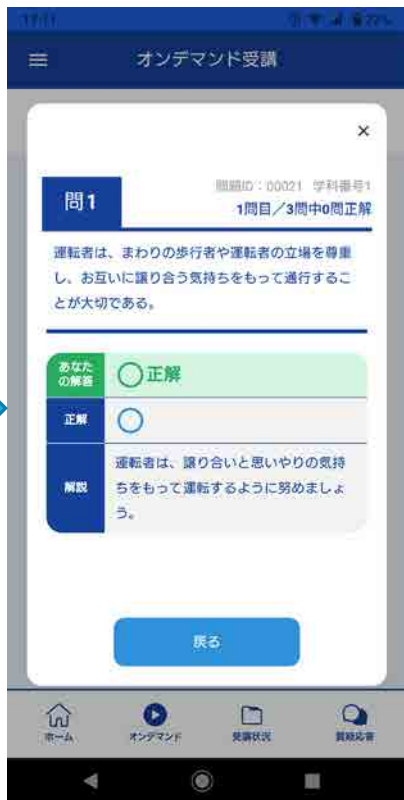 17:11
72%
オンデマンド受講
×
問1
問題ID：00021 学科番号1
1問目／3問中0問正解
運転者は、まわりの歩行者や運転者の立場を尊重
し、お互いに譲り合う気持ちをもって通行するこ
とが大切である。
あなた
の解答
◯正解
正解
◯
解説
運転者は、譲り合いと思いやりの気持
ちをもって運転するように努めましょ
う。
戻る
ホーム
オンデマンド
受講状況
質疑応答